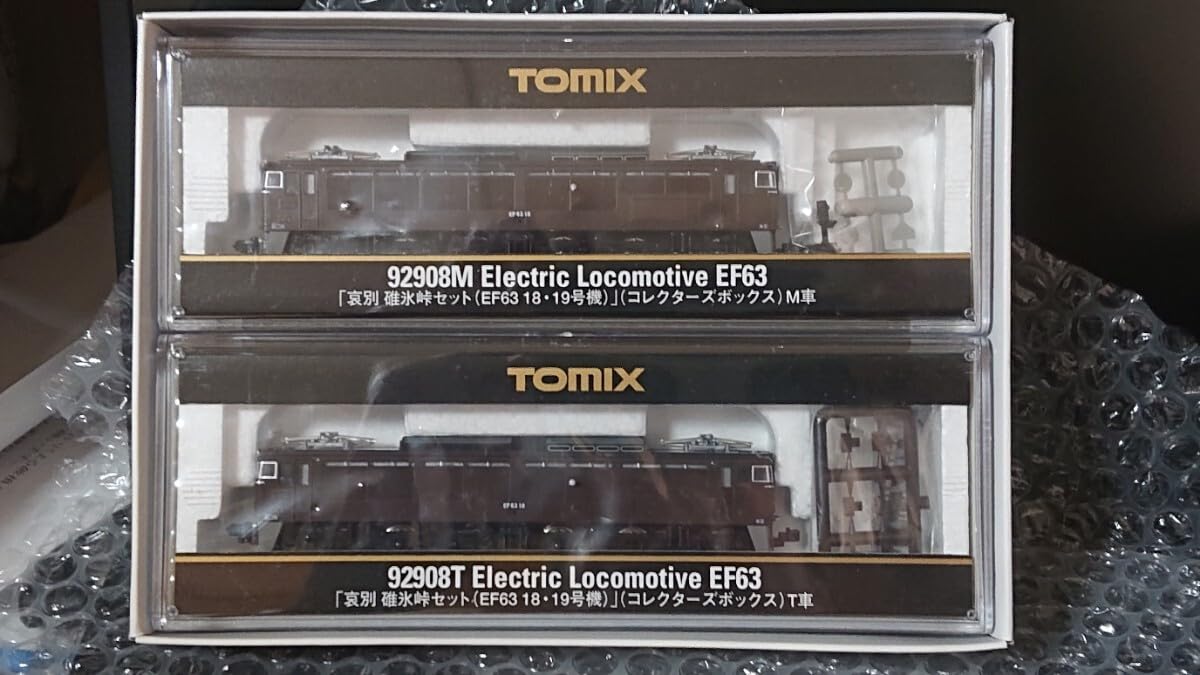 TOMIX
EF63 18
92908M Electric Locomotive EF63
「哀別 碓氷峠セット(EF63 18・19号機)」(コレクターズボックス)M車
TOMIX
92908T Electric Locomotive EF63
「哀別 碓氷峠セット(EF63 18・19号機)」(コレクターズボックス)T車